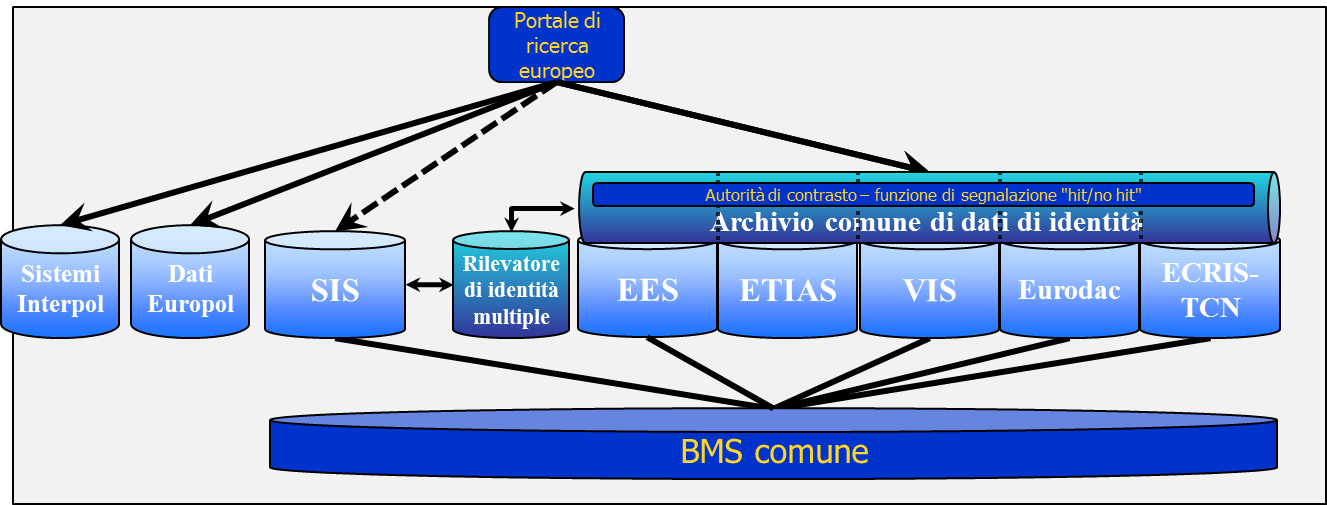 Portale di
ricerca
europeo
Autorità di contrasto – funzione di segnalazione "hit/no hit"
Archivio comune di dati di identità
Sistemi
Interpol
Dati
Europol
SIS
Rilevatore
di identità
multiple
EES
ETIAS
VIS
Eurodac
ECRIS-
TCN
BMS comune